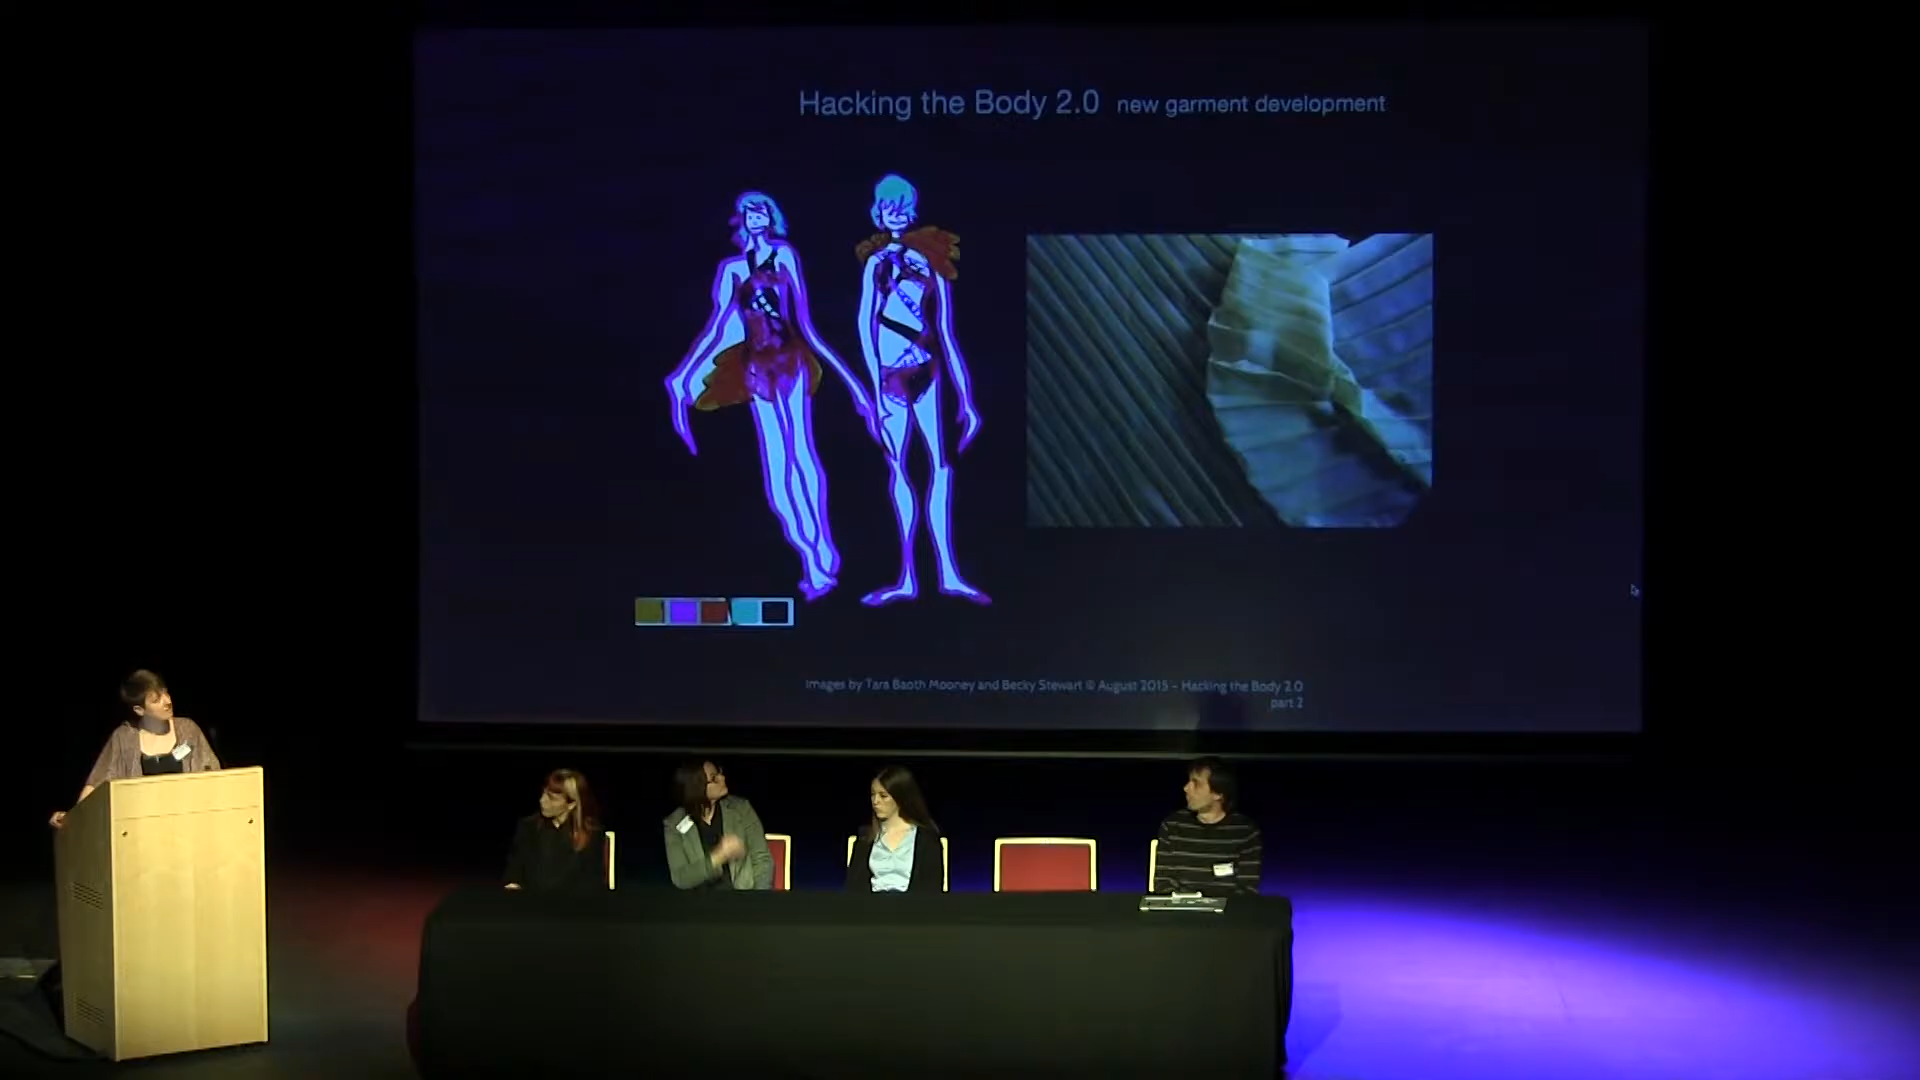 Hacking the Body 2.0 new garment development
Images by Tara Baoth Mooney and Becky Stewart © August 2015 - Hacking the Body 2.0
part 2